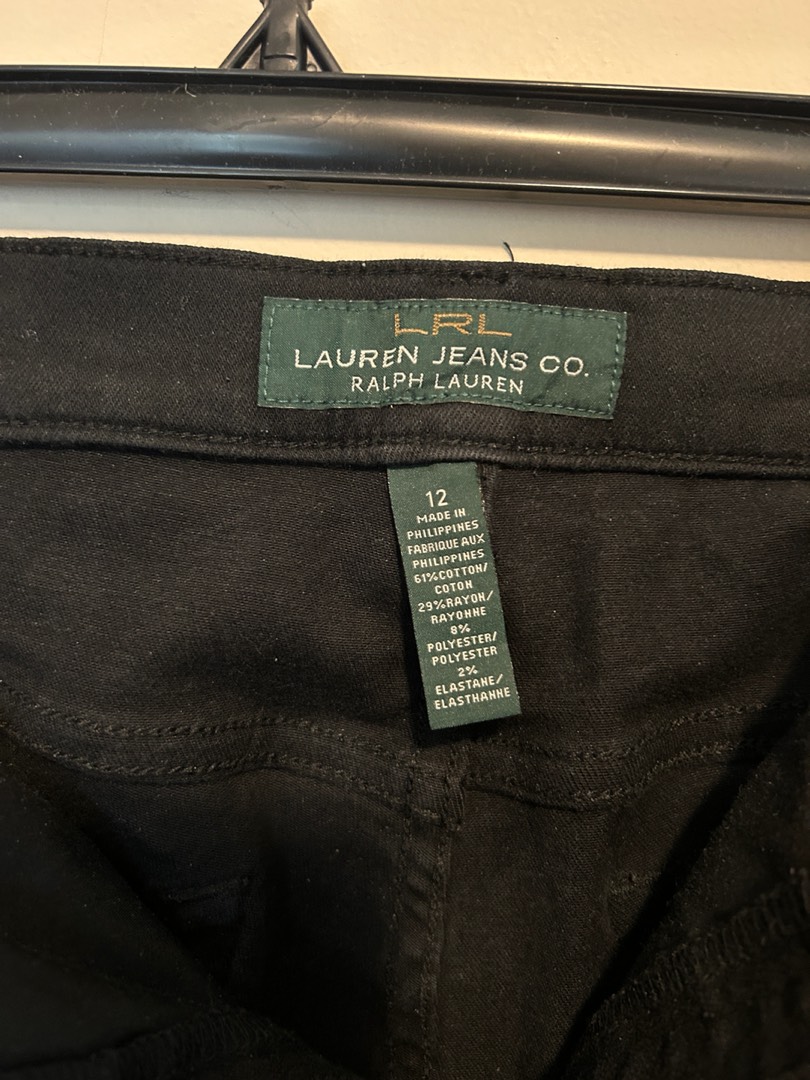 LRL
LAUREN JEANS CO.
RALPH LAUREN
12
MADE IN
PHILIPPINES
FABRIQUE AUX
PHILIPPINES
61%COTTON/
COTON
29%RAYON/
RAYONNE
8%
POLYESTER/
POLYESTER
2%
ELASTANE/
ELASTHANNE